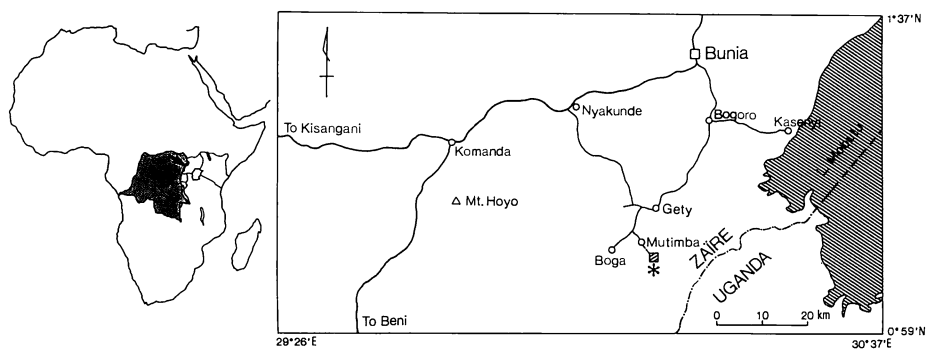 1°37'N
Bunia
Nyakunde
Bogoro
Kasenyi
To Kisangani
Komanda
L. Mobutu
Mt. Hoyo
Gety
Mutimba
Boga
ZAÏRE
UGANDA
To Beni
0 10 20 km
0°59'N
29°26'E
30°37'E